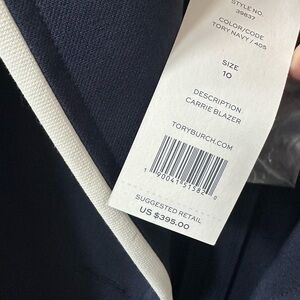 STYLE NO.
39637
COLOR/CODE
TORY NAVY / 405
SIZE
10
DESCRIPTION
CARRIE BLAZER
TORYBURCH.COM
SUGGESTED RETAIL
US $395.00